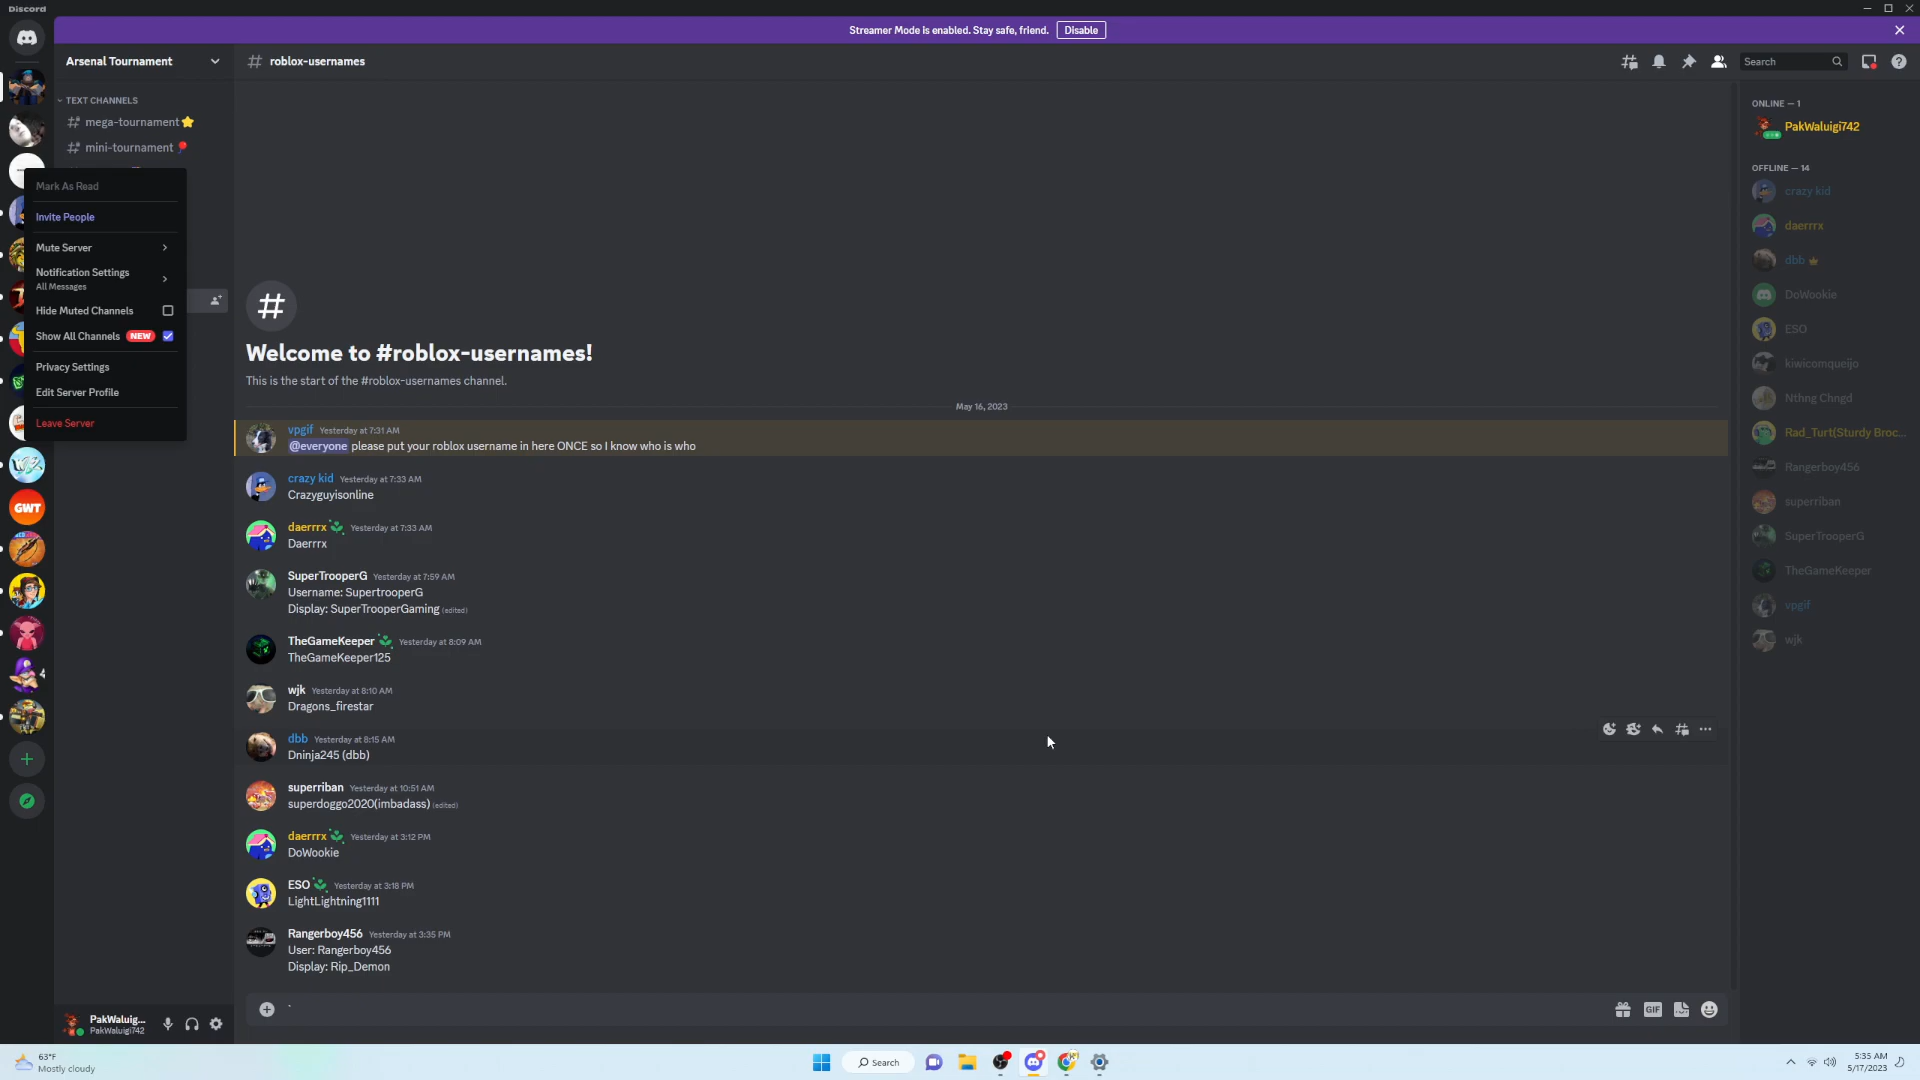 Discord
Streamer Mode is enabled. Stay safe, friend. Disable
Arsenal Tournament
roblox-usernames
Search
TEXT CHANNELS
mega-tournament⭐
mini-tournament
Mark As Read
Invite People
Mute Server
Notification Settings
All Messages
Hide Muted Channels
Show All Channels NEW
Privacy Settings
Edit Server Profile
Leave Server
GWT
Welcome to #roblox-usernames!
This is the start of the #roblox-usernames channel.
May 16, 2023
vpgif Yesterday at 7:31 AM
@everyone please put your roblox username in here ONCE so I know who is who
crazy kid Yesterday at 7:33 AM
Crazyguyisonline
daerrrx Yesterday at 7:33 AM
Daerrrx
SuperTrooperG Yesterday at 7:59 AM
Username: SupertrooperG
Display: SuperTrooperGaming (edited)
TheGameKeeper Yesterday at 8:09 AM
TheGameKeeper125
wjk Yesterday at 8:10 AM
Dragons_firestar
dbb Yesterday at 8:15 AM
Dninja245 (dbb)
superriban Yesterday at 10:51 AM
superdoggo2020(imbadass) (edited)
daerrrx Yesterday at 3:12 PM
DoWookie
ESO Yesterday at 3:18 PM
LightLightning1111
Rangerboy456 Yesterday at 3:35 PM
User: Rangerboy456
Display: Rip_Demon
`
GIF
ONLINE — 1
PakWaluigi742
OFFLINE — 14
crazy kid
daerrrx
dbb
DoWookie
ESO
kiwicomqueijo
Nthng Chngd
Rad_Turt(Sturdy Broc...
Rangerboy456
superriban
SuperTrooperG
TheGameKeeper
vpgif
wjk
PakWaluig...
PakWaluigi742
63°F
Mostly cloudy
Search
5:35 AM
5/17/2023